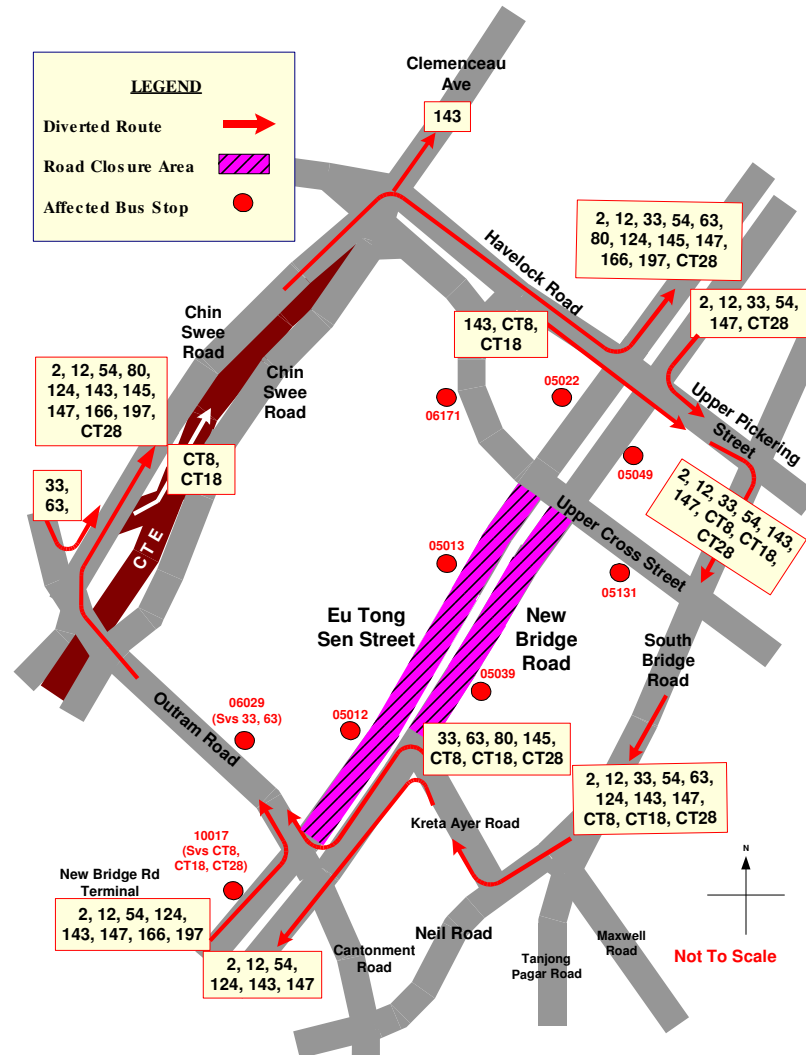 LEGEND
Diverted Route
Road Closure Area
Affected Bus Stop
Clemenceau
Ave
143
2, 12, 33, 54, 63,
80, 124, 145, 147,
166, 197, CT28
Havelock Road
2, 12, 33, 54,
147, CT28
Chin
Swee
Road
143, CT8,
CT18
2, 12, 54, 80,
124, 143, 145,
147, 166, 197,
CT28
Chin
Swee
Road
05022
06171
Upper Pickering
Street
CT8,
CT18
05049
33,
63,
2, 12, 33, 54, 143,
147, CT8, CT18,
CT28
CTE
Upper Cross Street
05013
05131
Eu Tong
Sen Street
New
Bridge
Road
South
Bridge
Road
05039
06029
(Svs 33, 63)
05012
Outram Road
33, 63, 80, 145,
CT8, CT18, CT28
2, 12, 33, 54, 63,
124, 143, 147,
CT8, CT18, CT28
Kreta Ayer Road
10017
(Svs CT8,
CT18, CT28)
N
New Bridge Rd
Terminal
2, 12, 54, 124,
143, 147, 166, 197
Neil Road
Maxwell
Road
Cantonment
Road
Tanjong
Pagar Road
Not To Scale
2, 12, 54,
124, 143, 147